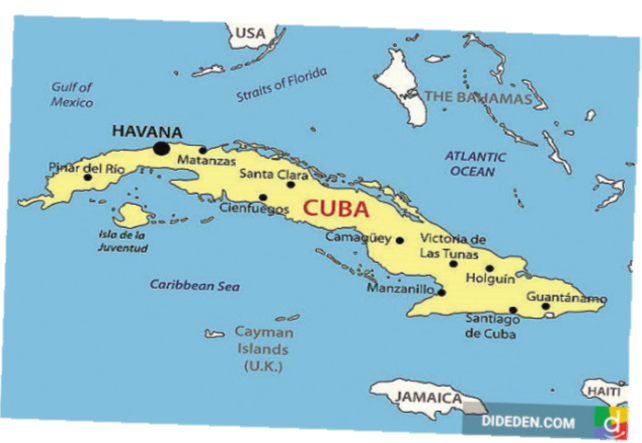 USA
Gulf of
Mexico
Straits of Florida
THE BAHAMAS
HAVANA
Matanzas
ATLANTIC
OCEAN
Pinar del Río
Santa Clara
Cienfuegos
CUBA
Isla de la
Juventud
Camagüey
Victoria de
Las Tunas
Holguín
Caribbean Sea
Manzanillo
Guantánamo
Santiago
de Cuba
Cayman
Islands
(U.K.)
JAMAICA
HAITI
DIDEDEN.COM
d